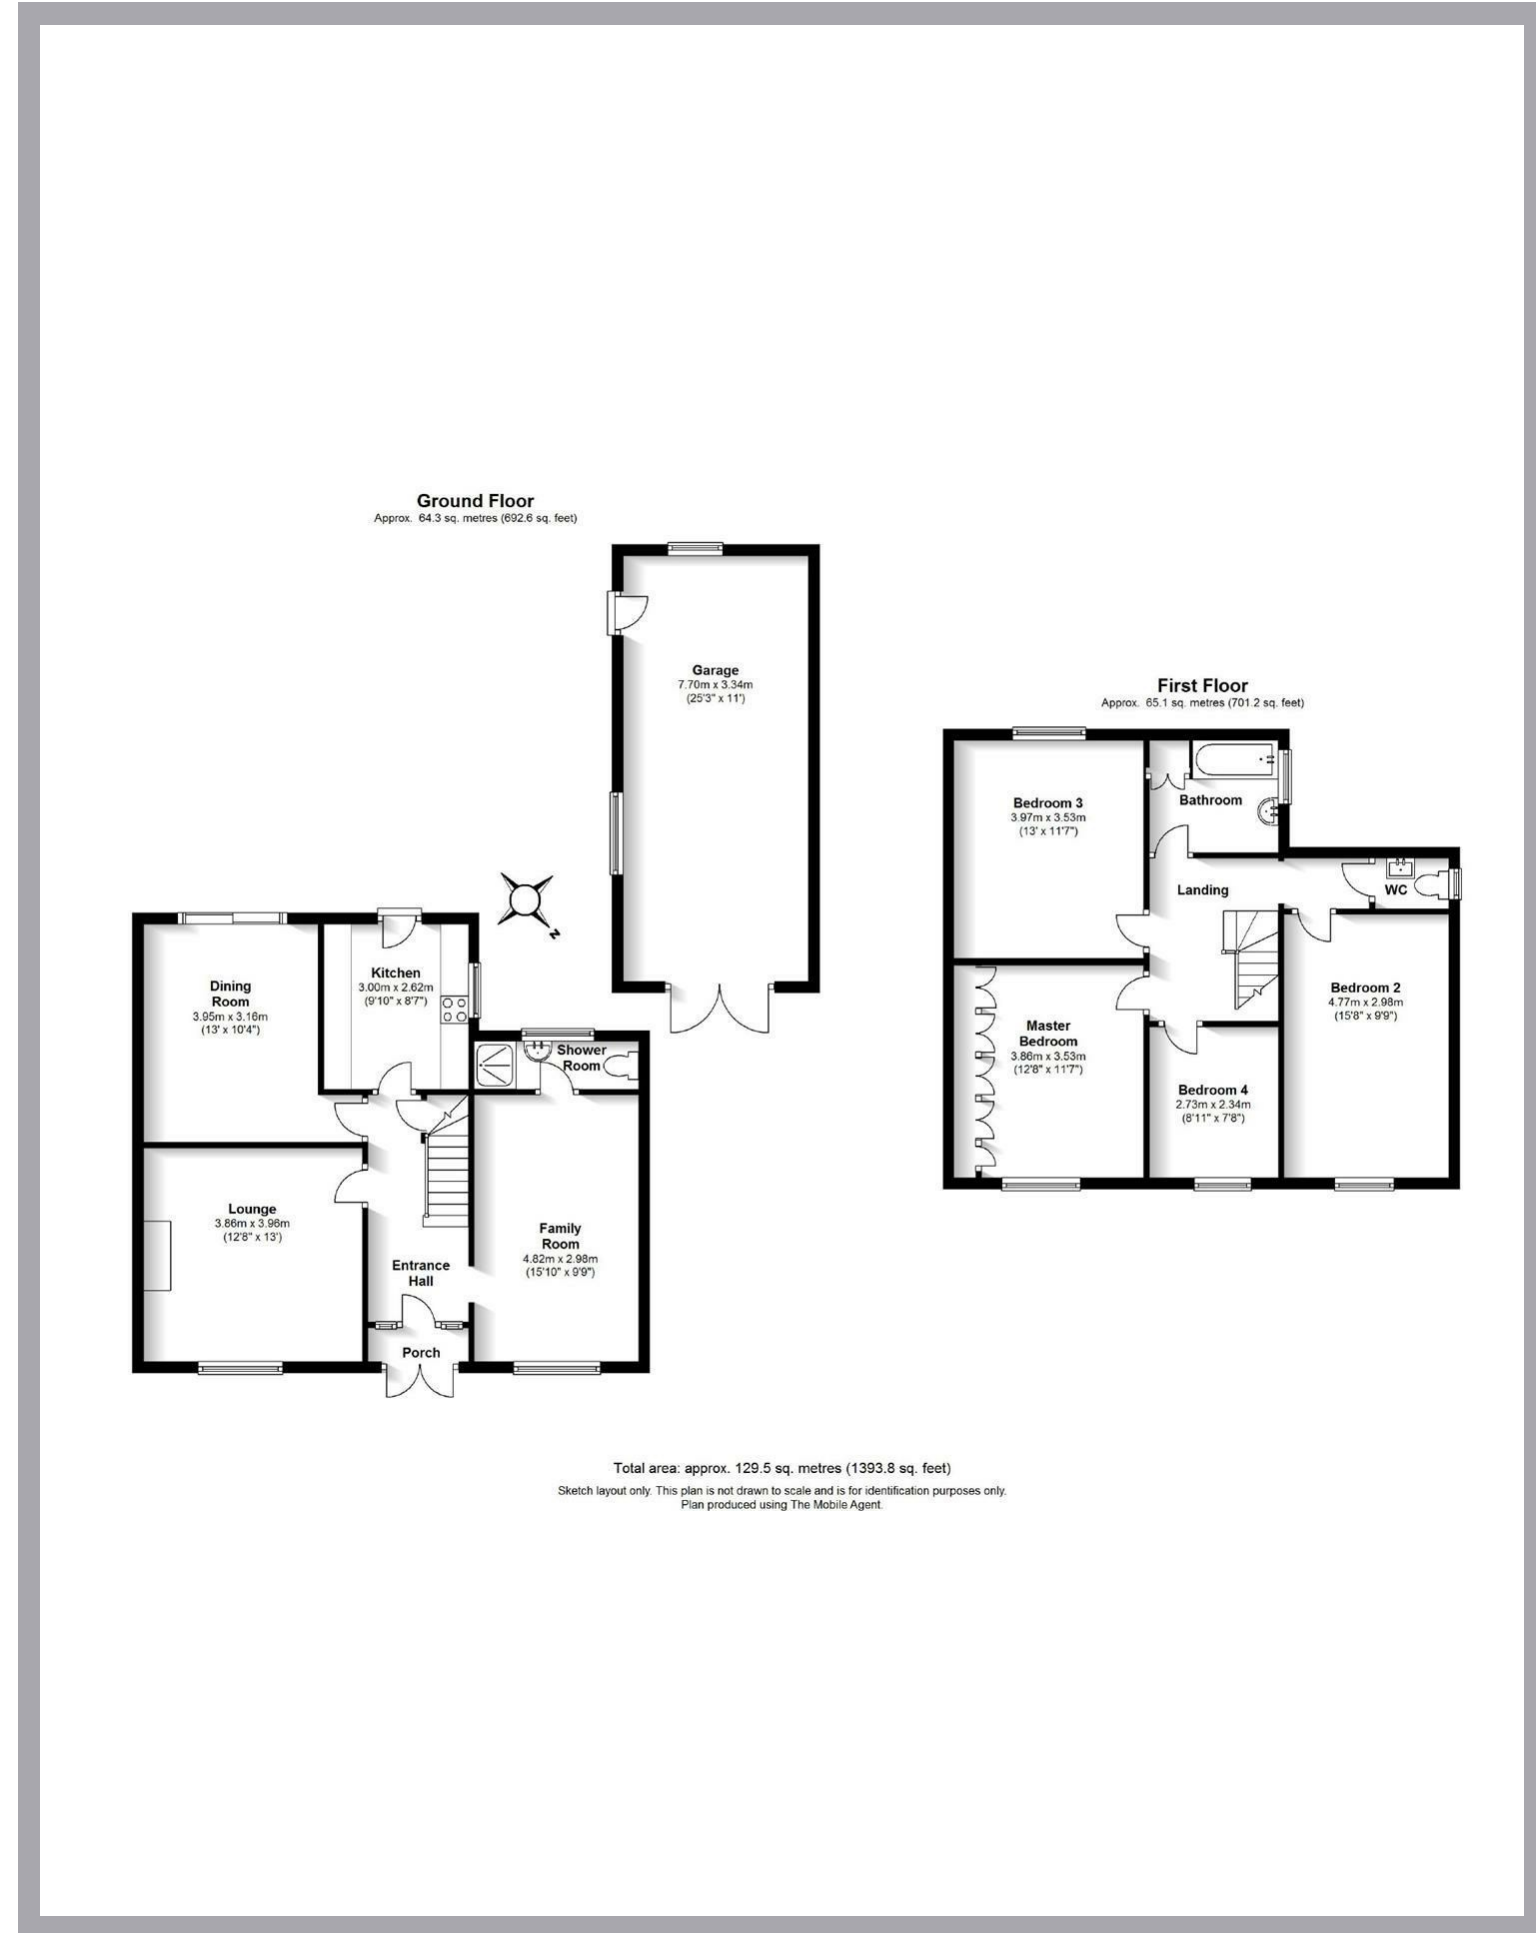 Ground Floor
Approx. 64.3 sq. metres (692.6 sq. feet)
Garage
7.70m x 3.34m
(25'3" x 11')
N
Dining
Room
3.95m x 3.16m
(13' x 10'4")
Kitchen
3.00m x 2.62m
(9'10" x 8'7")
Shower
Room
Lounge
3.86m x 3.96m
(12'8" x 13')
Entrance
Hall
Family
Room
4.82m x 2.98m
(15'10" x 9'9")
Porch
First Floor
Approx. 65.1 sq. metres (701.2 sq. feet)
Bedroom 3
3.97m x 3.53m
(13' x 11'7")
Bathroom
Landing
WC
Bedroom 2
4.77m x 2.98m
(15'8" x 9'9")
Master
Bedroom
3.86m x 3.53m
(12'8" x 11'7")
Bedroom 4
2.73m x 2.34m
(8'11" x 7'8")
Total area: approx. 129.5 sq. metres (1393.8 sq. feet)
Sketch layout only. This plan is not drawn to scale and is for identification purposes only.
Plan produced using The Mobile Agent.